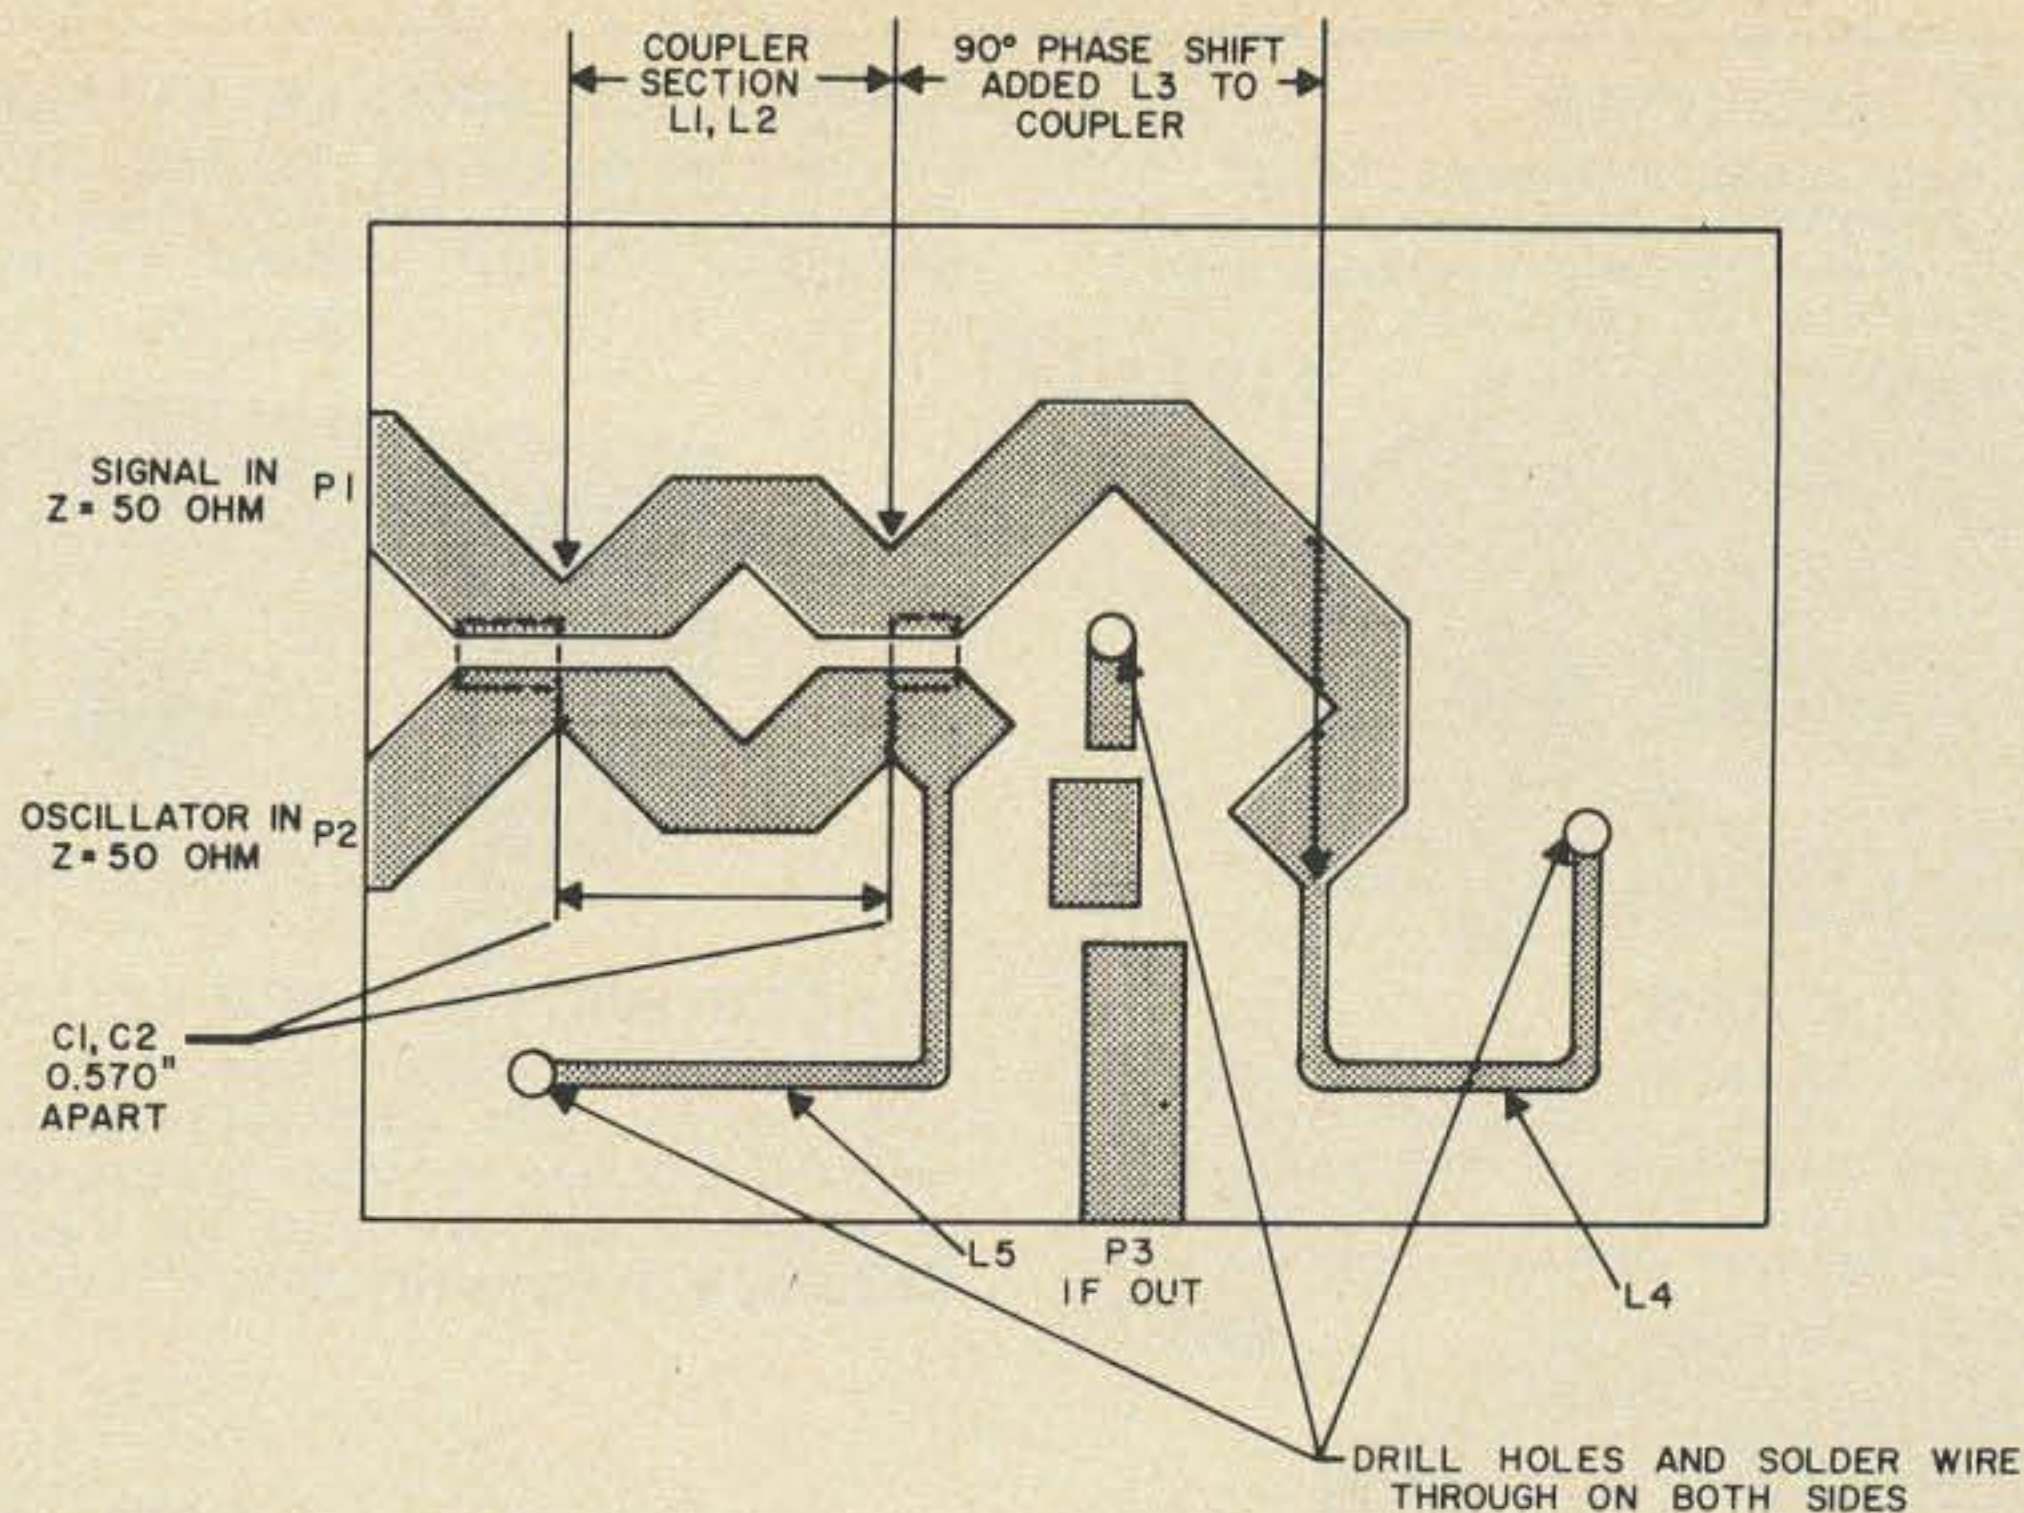 COUPLER
SECTION
L1, L2
90° PHASE SHIFT
ADDED L3 TO
COUPLER
SIGNAL IN
Z = 50 OHM
P1
OSCILLATOR IN
Z = 50 OHM
P2
C1, C2
0.570"
APART
L5
P3
IF OUT
L4
DRILL HOLES AND SOLDER WIRE
THROUGH ON BOTH SIDES